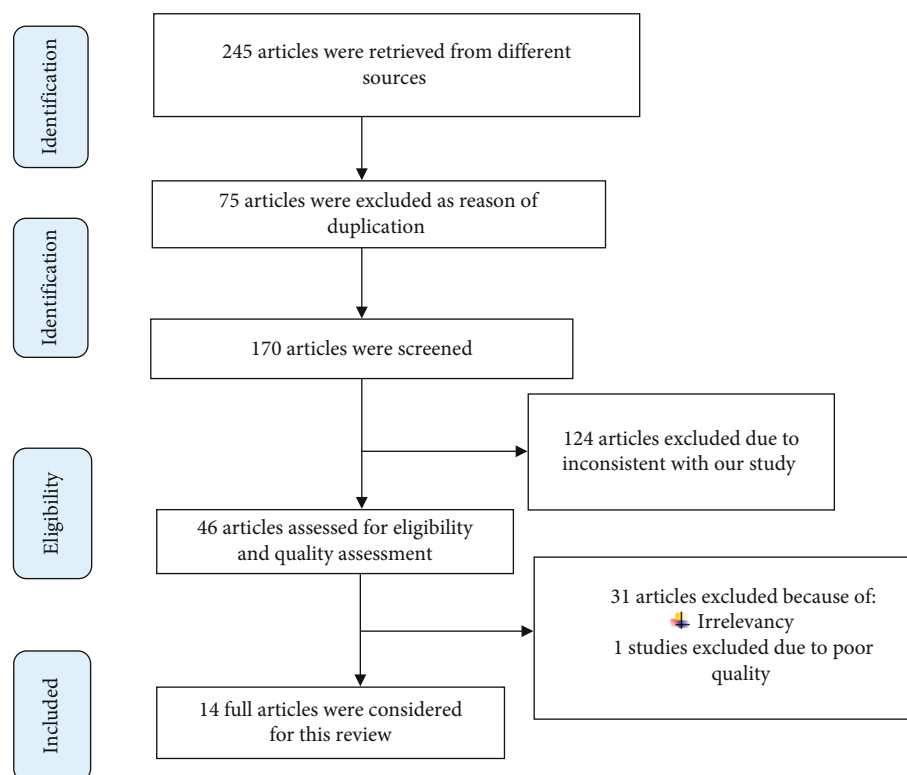 Identification
245 articles were retrieved from different
sources
75 articles were excluded as reason of
duplication
Identification
170 articles were screened
124 articles excluded due to
inconsistent with our study
Eligibility
46 articles assessed for eligibility
and quality assessment
31 articles excluded because of:
Irrelevancy
1 studies excluded due to poor
quality
Included
14 full articles were considered
for this review